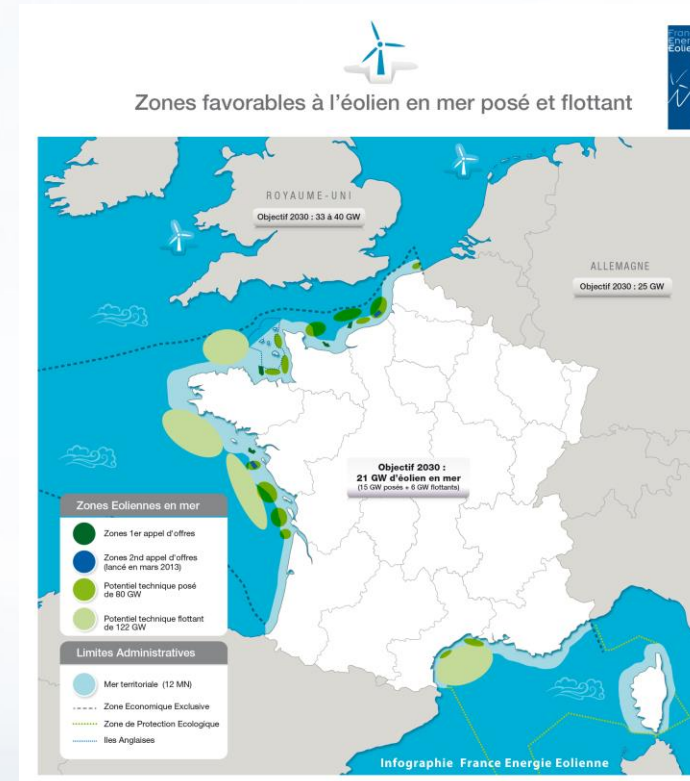 France
Energie
Eolienne
Zones favorables à l'éolien en mer posé et flottant
ROYAUME-UNI
Objectif 2030 : 33 à 40 GW
ALLEMAGNE
Objectif 2030 : 25 GW
Objectif 2030 :
21 GW d'éolien en mer
(15 GW posés + 6 GW flottants)
Zones Eoliennes en mer
Zones 1er appel d'offres
Zones 2nd appel d'offres
(lancé en mars 2013)
Potentiel technique posé
de 80 GW
Potentiel technique flottant
de 122 GW
Limites Administratives
Mer territoriale (12 MN)
Zone Economique Exclusive
Zone de Protection Ecologique
Iles Anglaises
Infographie France Energie Eolienne